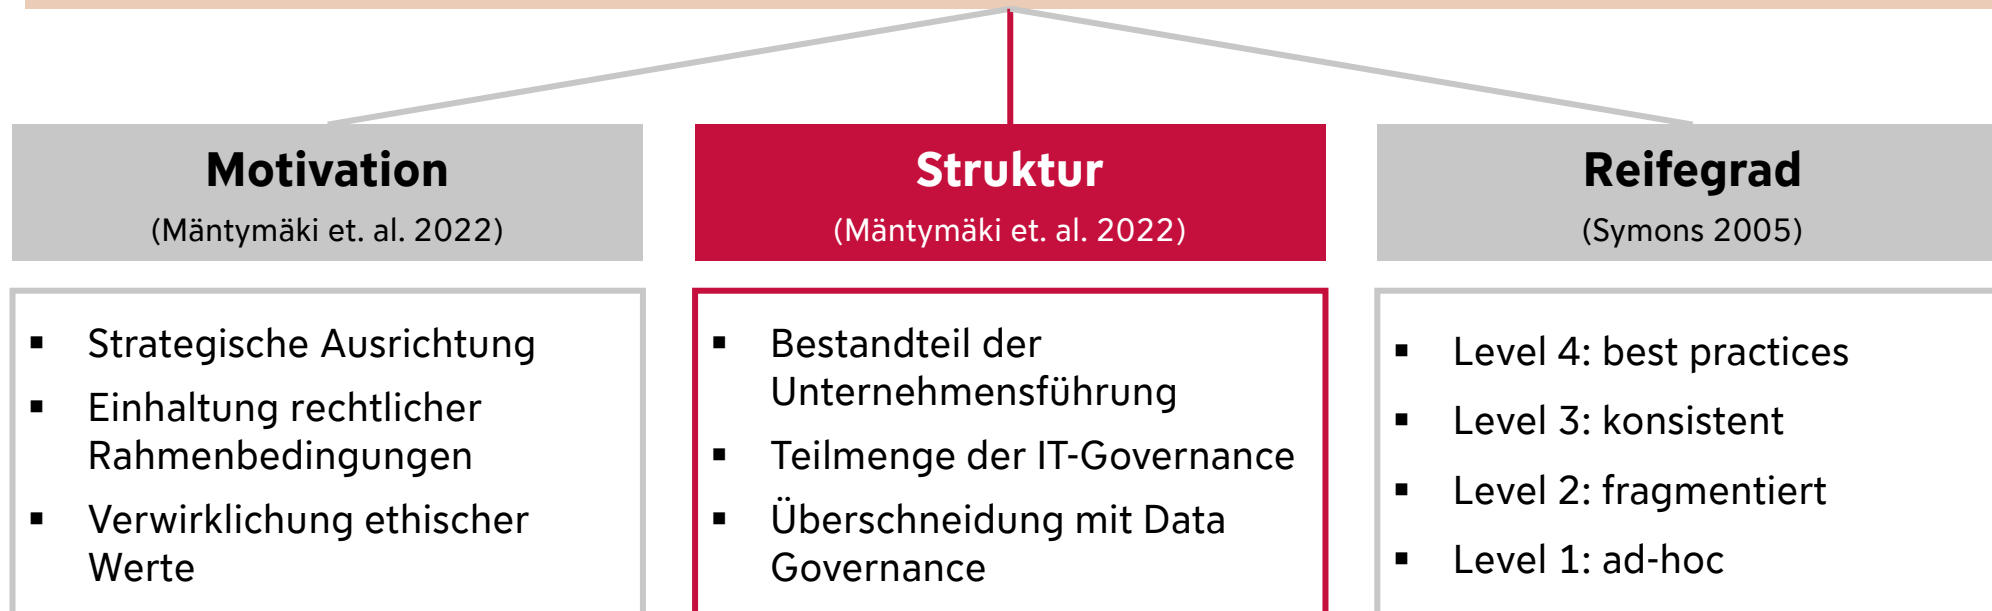 Motivation
(Mäntymäki et. al. 2022)
Strategische Ausrichtung
Einhaltung rechtlicher
Rahmenbedingungen
Verwirklichung ethischer
Werte
Struktur
(Mäntymäki et. al. 2022)
Bestandteil der
Unternehmensführung
Teilmenge der IT-Governance
Überschneidung mit Data
Governance
Reifegrad
(Symons 2005)
Level 4: best practices
Level 3: konsistent
Level 2: fragmentiert
Level 1: ad-hoc